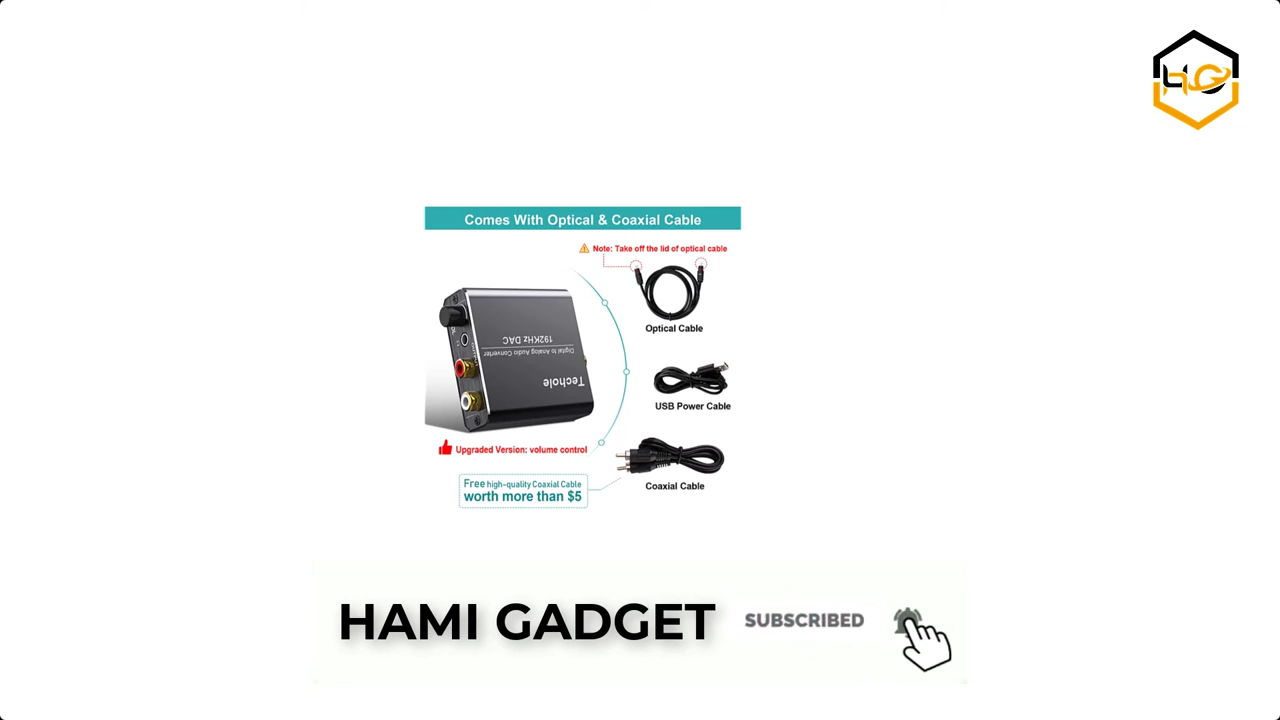 HG
Comes With Optical & Coaxial Cable
Note: Take off the lid of optical cable
Optical Cable
192KHz DAC
Digital to Analog Audio Converter
Techole
USB Power Cable
Upgraded Version: volume control
Coaxial Cable
Free high-quality Coaxial Cable
worth more than $5
HAMI GADGET
SUBSCRIBED